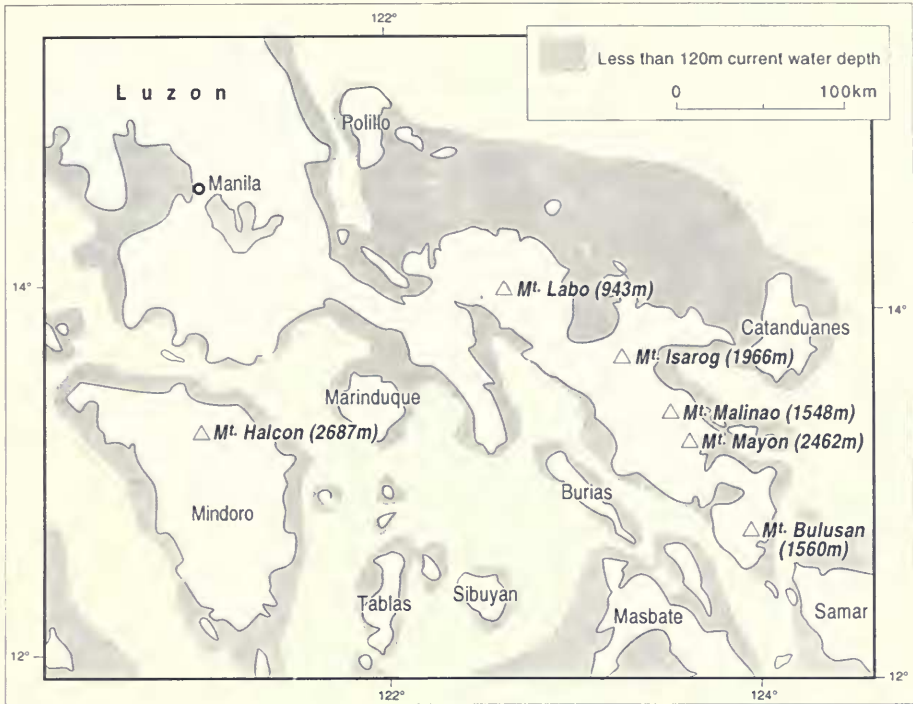 122°
Less than 120m current water depth
0 100km
Luzon
Polillo
Manila
14°
14°
Mt. Labo (943m)
Catanduanes
Mt. Isarog (1966m)
Marinduque
Mt. Malinao (1548m)
Mt. Halcon (2687m)
Mt. Mayon (2462m)
Burias
Mindoro
Mt. Bulusan
(1560m)
Tablas
Sibuyan
Masbate
Samar
12°
12°
122°
124°